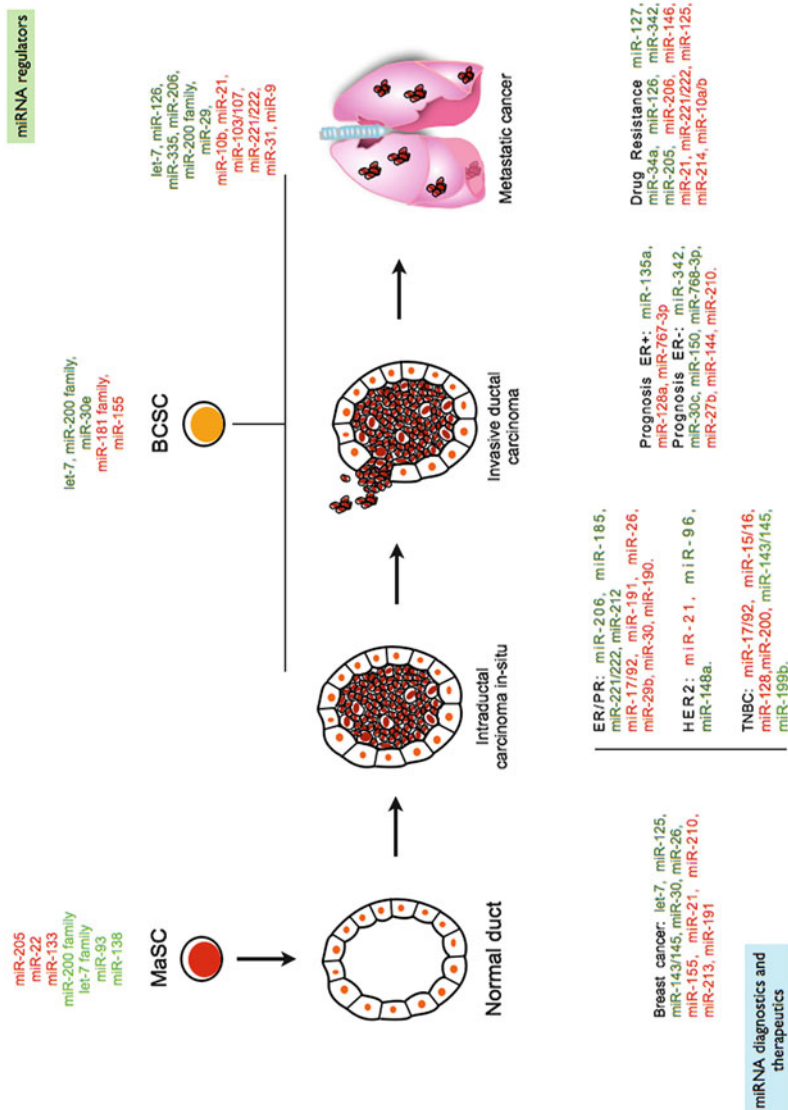 miRNA regulators
miR-205
miR-22
miR-133
miR-200 family
let-7 family
miR-93
miR-138
MaSC
let-7, miR-200 family,
miR-30e
miR-181 family,
miR-155
BCSC
let-7, miR-126,
miR-335, miR-206,
miR-200 family,
miR-29,
miR-10b, miR-21,
miR-103/107,
miR-221/222,
miR-31, miR-9
Normal duct
Intraductal
carcinoma in-situ
Invasive ductal
carcinoma
Metastatic cancer
Breast cancer: let-7, miR-125,
miR-143/145, miR-30, miR-26,
miR-155, miR-21, miR-210,
miR-213, miR-191
ER/PR: miR-206, miR-185,
miR-221/222, miR-212
miR-17/92, miR-191, miR-26,
miR-29b, miR-30, miR-190.
HER2: miR-21, miR-96,
miR-148a.
TNBC: miR-17/92, miR-15/16,
miR-128,miR-200, miR-143/145,
miR-199b.
Prognosis ER+: miR-135a,
miR-128a, miR-767-3p
Prognosis ER-: miR-342,
miR-30c, miR-150, miR-768-3p,
miR-27b, miR-144, miR-210.
Drug Resistance miR-127,
miR-34a, miR-126, miR-342,
miR-205, miR-206, miR-146,
miR-21, miR-221/222, miR-125,
miR-214, miR-10a/b
miRNA diagnostics and
therapeutics